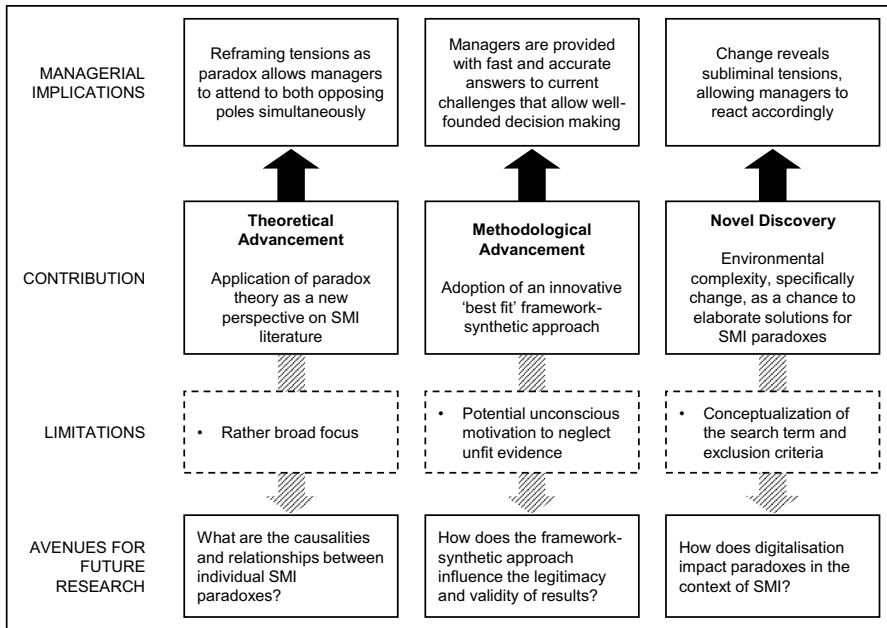 MANAGERIAL
IMPLICATIONS
Reframing tensions as
paradox allows managers
to attend to both opposing
poles simultaneously
Managers are provided
with fast and accurate
answers to current
challenges that allow well-
founded decision making
Change reveals
subliminal tensions,
allowing managers to
react accordingly
CONTRIBUTION
Theoretical
Advancement
Application of paradox
theory as a new
perspective on SMI
literature
Methodological
Advancement
Adoption of an innovative
‘best fit’ framework-
synthetic approach
Novel Discovery
Environmental
complexity, specifically
change, as a chance to
elaborate solutions for
SMI paradoxes
LIMITATIONS
• Rather broad focus
• Potential unconscious
motivation to neglect
unfit evidence
• Conceptualization of
the search term and
exclusion criteria
AVENUES FOR
FUTURE
RESEARCH
What are the causalities
and relationships between
individual SMI
paradoxes?
How does the framework-
synthetic approach
influence the legitimacy
and validity of results?
How does digitalisation
impact paradoxes in the
context of SMI?